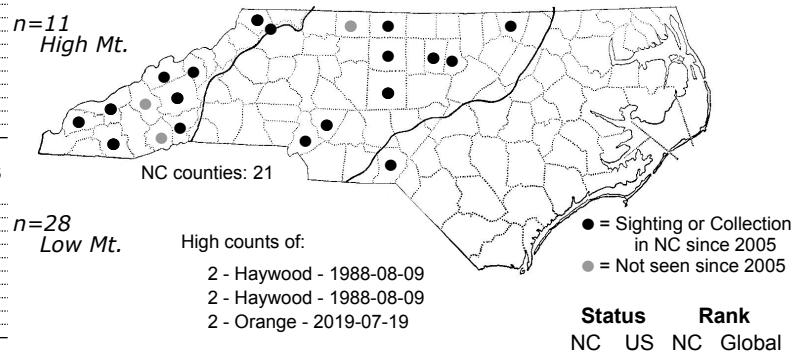 n=11
High Mt.
NC counties: 21
n=28
Low Mt.
High counts of:
2 - Haywood - 1988-08-09
2 - Haywood - 1988-08-09
2 - Orange - 2019-07-19
= Sighting or Collection
in NC since 2005
= Not seen since 2005
Status Rank
NC US NC Global